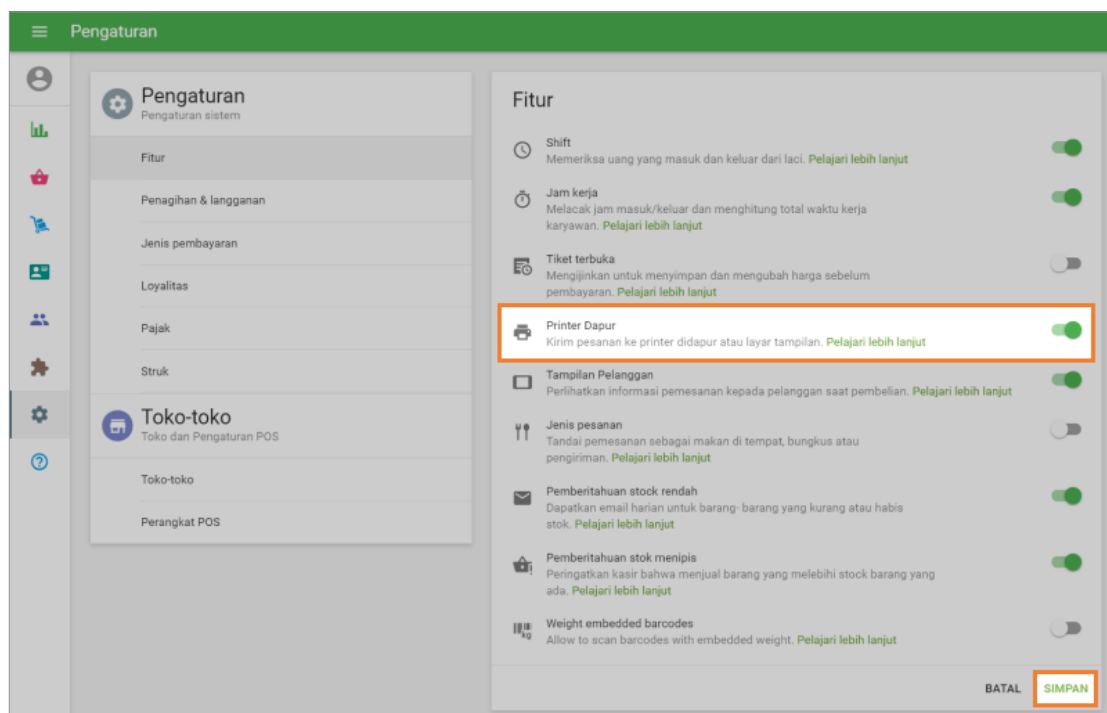 Pengaturan
Pengaturan
Pengaturan sistem
Fitur
Penagihan & langganan
Jenis pembayaran
Loyalitas
Pajak
Struk
Toko-toko
Toko dan Pengaturan POS
Toko-toko
Perangkat POS
Fitur
Shift
Memeriksa uang yang masuk dan keluar dari laci. Pelajari lebih lanjut
Jam kerja
Melacak jam masuk/keluar dan menghitung total waktu kerja
karyawan. Pelajari lebih lanjut
Tiket terbuka
Mengijinkan untuk menyimpan dan mengubah harga sebelum
pembayaran. Pelajari lebih lanjut
Printer Dapur
Kirim pesanan ke printer didapur atau layar tampilan. Pelajari lebih lanjut
Tampilan Pelanggan
Perlihatkan informasi pemesanan kepada pelanggan saat pembelian. Pelajari lebih lanjut
Jenis pesanan
Tandai pemesanan sebagai makan di tempat, bungkus atau
pengiriman. Pelajari lebih lanjut
Pemberitahuan stock rendah
Dapatkan email harian untuk barang- barang yang kurang atau habis
stok. Pelajari lebih lanjut
Pemberitahuan stok menipis
Peringatkan kasir bahwa menjual barang yang melebihi stock barang yang
ada. Pelajari lebih lanjut
kg
Weight embedded barcodes
Allow to scan barcodes with embedded weight. Pelajari lebih lanjut
BATAL SIMPAN